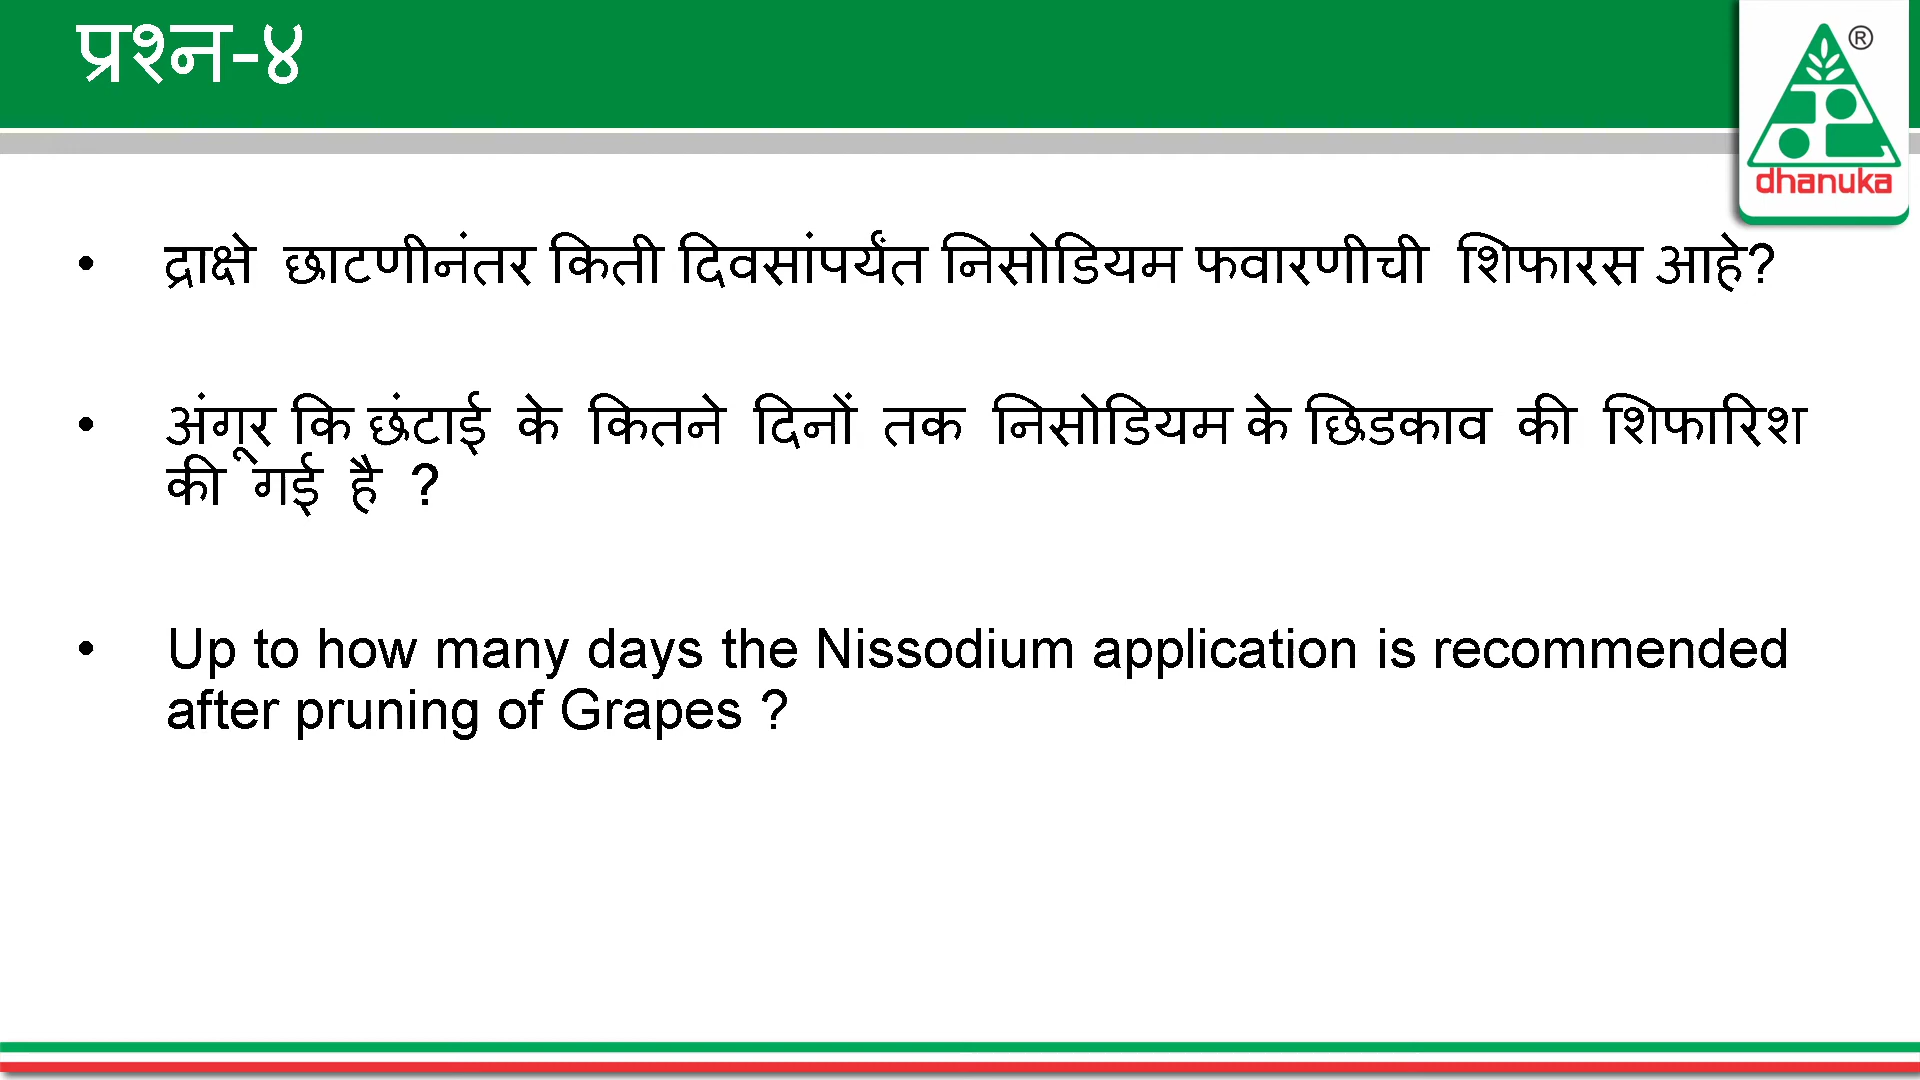 प्रश्न-४
®
dhanuka
• द्राक्षे छाटणीनंतर किती दिवसांपर्यंत निसोडियम फवारणीची शिफारस आहे?
• अंगूर कि छंटाई के कितने दिनों तक निसोडियम के छिडकाव की शिफारिश
की गई है ?
• Up to how many days the Nissodium application is recommended
after pruning of Grapes ?